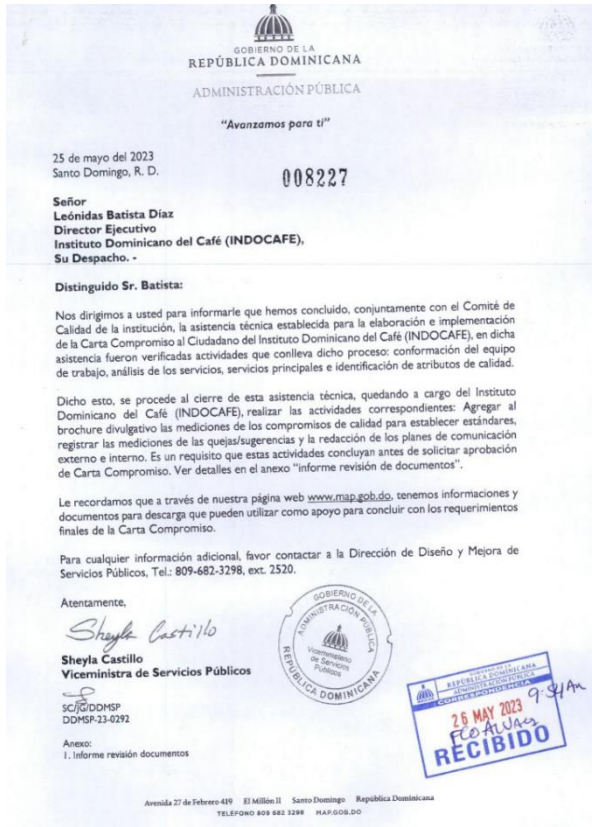 GOBIERNO DE LA
REPÚBLICA DOMINICANA
ADMINISTRACIÓN PÚBLICA
"Avanzamos para ti"
25 de mayo del 2023
Santo Domingo, R. D.
008227
Señor
Leónidas Batista Díaz
Director Ejecutivo
Instituto Dominicano del Café (INDOCAFE),
Su Despacho. -
Distinguido Sr. Batista:
Nos dirigimos a usted para informarle que hemos concluido, conjuntamente con el Comité de
Calidad de la institución, la asistencia técnica establecida para la elaboración e implementación
de la Carta Compromiso al Ciudadano del Instituto Dominicano del Café (INDOCAFE), en dicha
asistencia fueron verificadas actividades que conlleva dicho proceso: conformación del equipo
de trabajo, análisis de los servicios, servicios principales e identificación de atributos de calidad.
Dicho esto, se procede al cierre de esta asistencia técnica, quedando a cargo del Instituto
Dominicano del Café (INDOCAFE), realizar las actividades correspondientes: Agregar al
brochure divulgativo las mediciones de los compromisos de calidad para establecer estándares,
registrar las mediciones de las quejas/sugerencias y la redacción de los planes de comunicación
externo e interno. Es un requisito que estas actividades concluyan antes de solicitar aprobación
de Carta Compromiso. Ver detalles en el anexo "informe revisión de documentos".
Le recordamos que a través de nuestra página web www.map.gob.do, tenemos informaciones y
documentos para descarga que pueden utilizar como apoyo para concluir con los requerimientos
finales de la Carta Compromiso.
Para cualquier información adicional, favor contactar a la Dirección de Diseño y Mejora de
Servicios Públicos, Tel.: 809-682-3298, ext. 2520.
Atentamente,
Sheyla Castillo
Sheyla Castillo
Viceministra de Servicios Públicos
SC/JG/DDMSP
DDMSP-23-0292
Anexo:
1. Informe revisión documentos
GOBIERNO DE LA
REPÚBLICA DOMINICANA
ADMINISTRACIÓN PÚBLICA
Viceministerio
de Servicios
Públicos
REPÚBLICA DOMINICANA
ADMINISTRACIÓN PÚBLICA
CORRESPONDENCIA
26 MAY 2023
9:54 Am
RECIBIDO
Avenida 27 de Febrero 419 El Millón II Santo Domingo República Dominicana
TELÉFONO 809 682 3298 MAP.GOB.DO